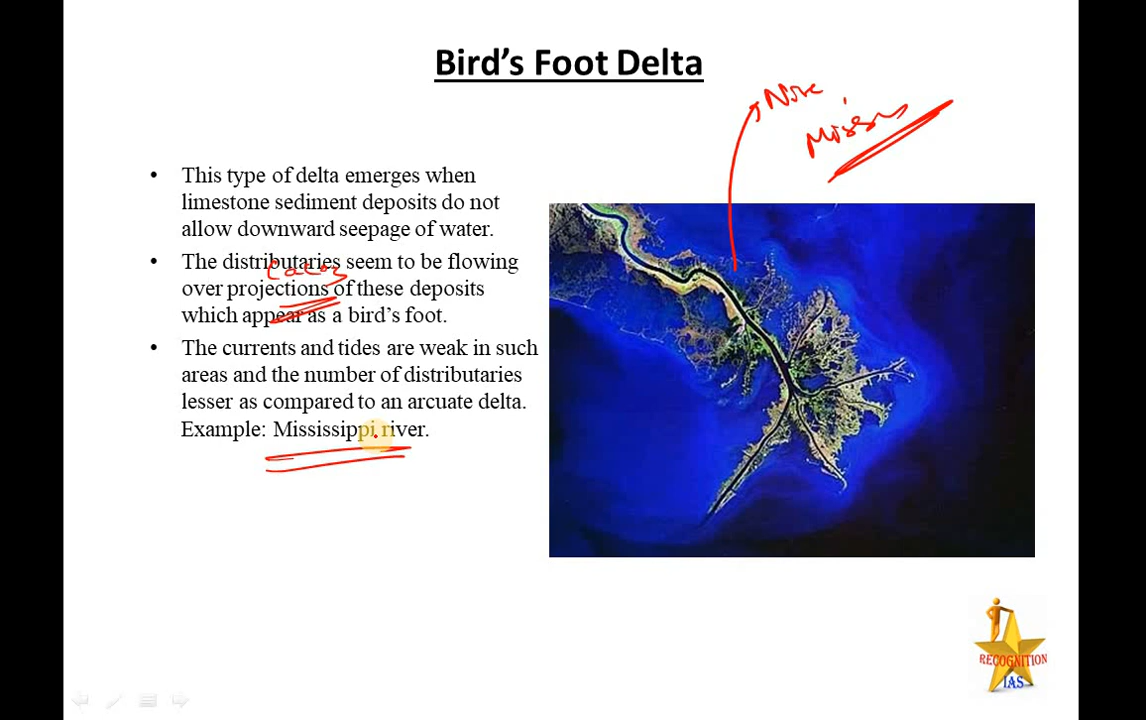 Bird's Foot Delta
• This type of delta emerges when
limestone sediment deposits do not
allow downward seepage of water.
• The distributaries seem to be flowing
over projections of these deposits
which appear as a bird's foot.
• The currents and tides are weak in such
areas and the number of distributaries
lesser as compared to an arcuate delta.
Example: Mississippi river.
RECOGNITION
IAS